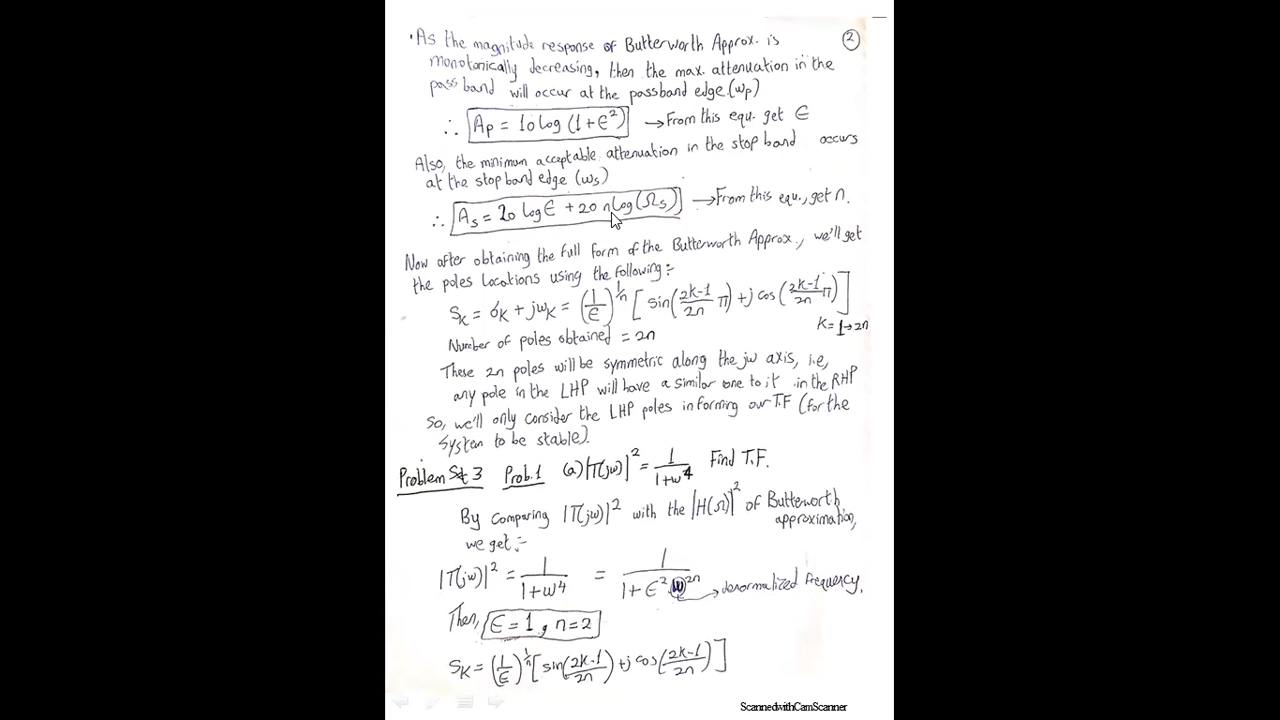 ②
• As the magnitude response of Butterworth Approx. is
monotonically decreasing, then the max. attenuation in the
pass band will occur at the passband edge (ωp)
∴ Ap = 10 log (1 + ε²) → From this equ. get ε
Also, the minimum acceptable attenuation in the stop band occurs
at the stop band edge (ωs)
∴ As = 20 log ε + 20 n log (Ωs) → From this equ., get n.
Now after obtaining the full form of the Butterworth Approx., we'll get
the poles locations using the following:-
S_K = σ_K + jω_K = (1/ε)^(1/n) [ sin((2k-1)/2n π) + j cos((2k-1)/2n π) ]
K = 1 → 2n
Number of poles obtained = 2n
These 2n poles will be symmetric along the jω axis, i.e,
any pole in the LHP will have a similar one to it in the RHP
So, we'll only consider the LHP poles in forming our T.F (for the
system to be stable).
Problem Set 3 Prob.1 (a) |T(jω)|² = 1/(1+ω⁴) Find T.F.
By comparing |T(jω)|² with the |H(Ω)|² of Butterworth
approximation,
we get:-
|T(jω)|² = 1/(1+ω⁴) = 1/(1+ε² ω^2n) → denormalized frequency.
Then, ε = 1, n = 2
S_K = (1/ε)^(1/n) [ sin((2k-1)/2n) + j cos((2k-1)/2n) ]
ScannedwithCamScanner